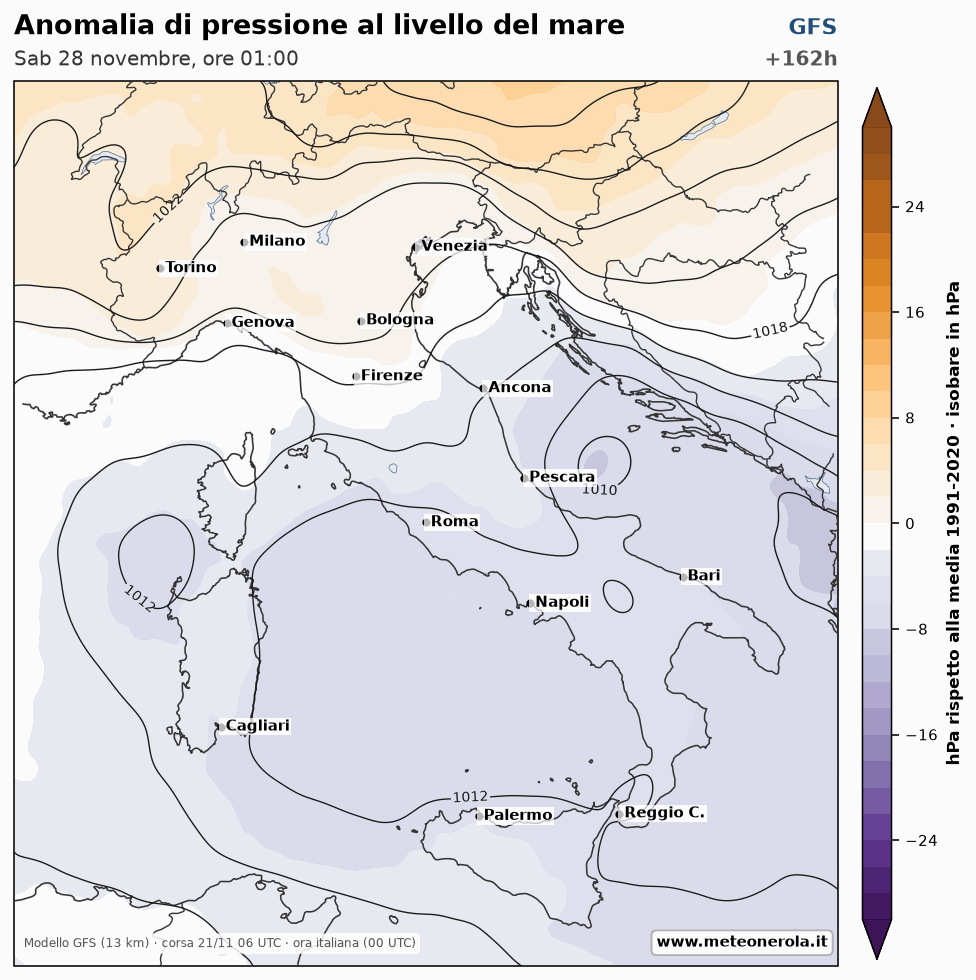 Anomalia di pressione al livello del mare
GFS
Sab 28 novembre, ore 01:00
+162h
1022
Milano
Venezia
Torino
Genova
Bologna
1018
Firenze
Ancona
Pescara
1010
Roma
1012
Bari
Napoli
Cagliari
1012
Palermo
Reggio C.
24
16
8
0
−8
−16
−24
hPa rispetto alla media 1991-2020 · isobare in hPa
Modello GFS (13 km) · corsa 21/11 06 UTC · ora italiana (00 UTC)
www.meteonerola.it